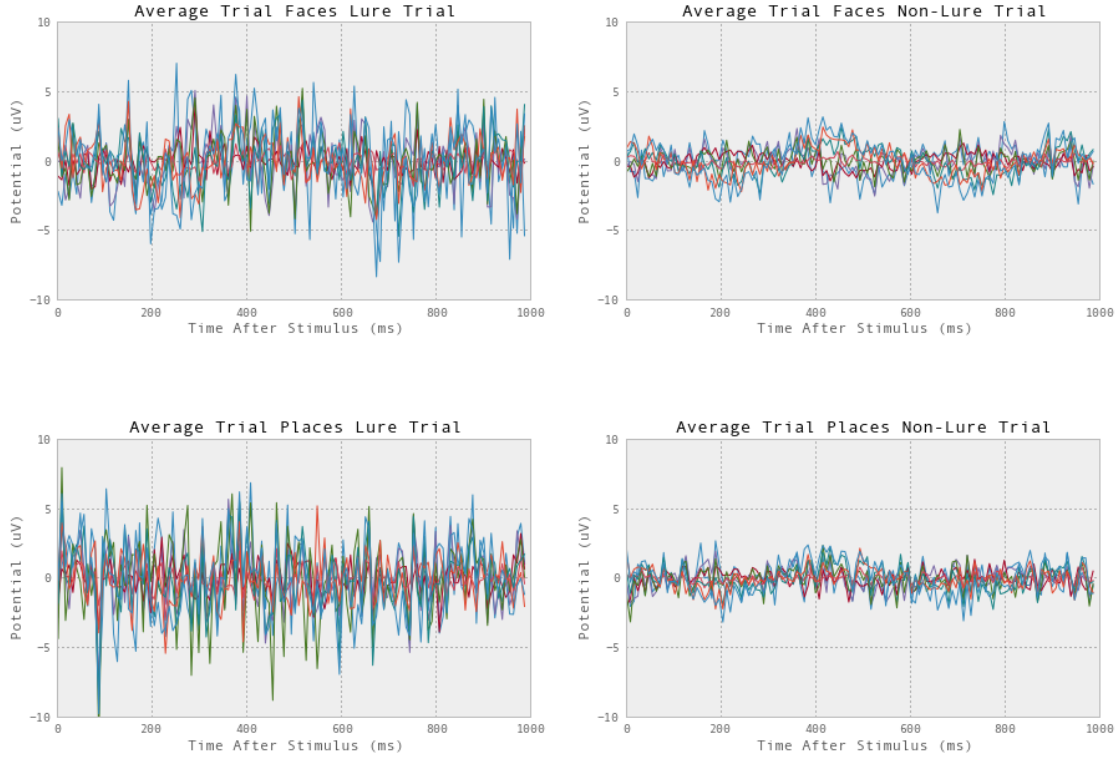 Average Trial Faces Lure Trial
10
5
0
−5
−10
Potential (uV)
0 200 400 600 800 1000
Time After Stimulus (ms)
Average Trial Faces Non-Lure Trial
10
5
0
−5
−10
Potential (uV)
0 200 400 600 800 1000
Time After Stimulus (ms)
Average Trial Places Lure Trial
10
5
0
−5
−10
Potential (uV)
0 200 400 600 800 1000
Time After Stimulus (ms)
Average Trial Places Non-Lure Trial
10
5
0
−5
−10
Potential (uV)
0 200 400 600 800 1000
Time After Stimulus (ms)